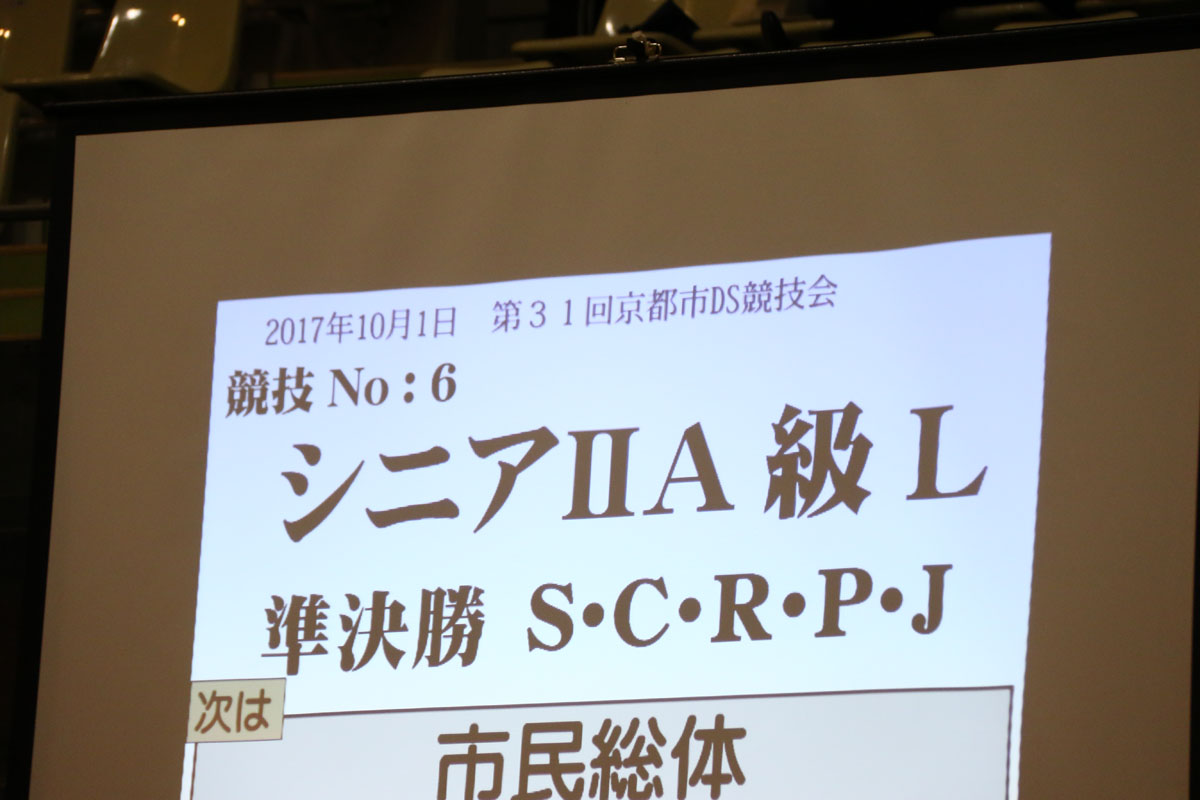 2017年10月1日　第３１回京都市DS競技会
競技 No：6
シニアⅡA 級 L
準決勝 S・C・R・P・J
次は
市民総体